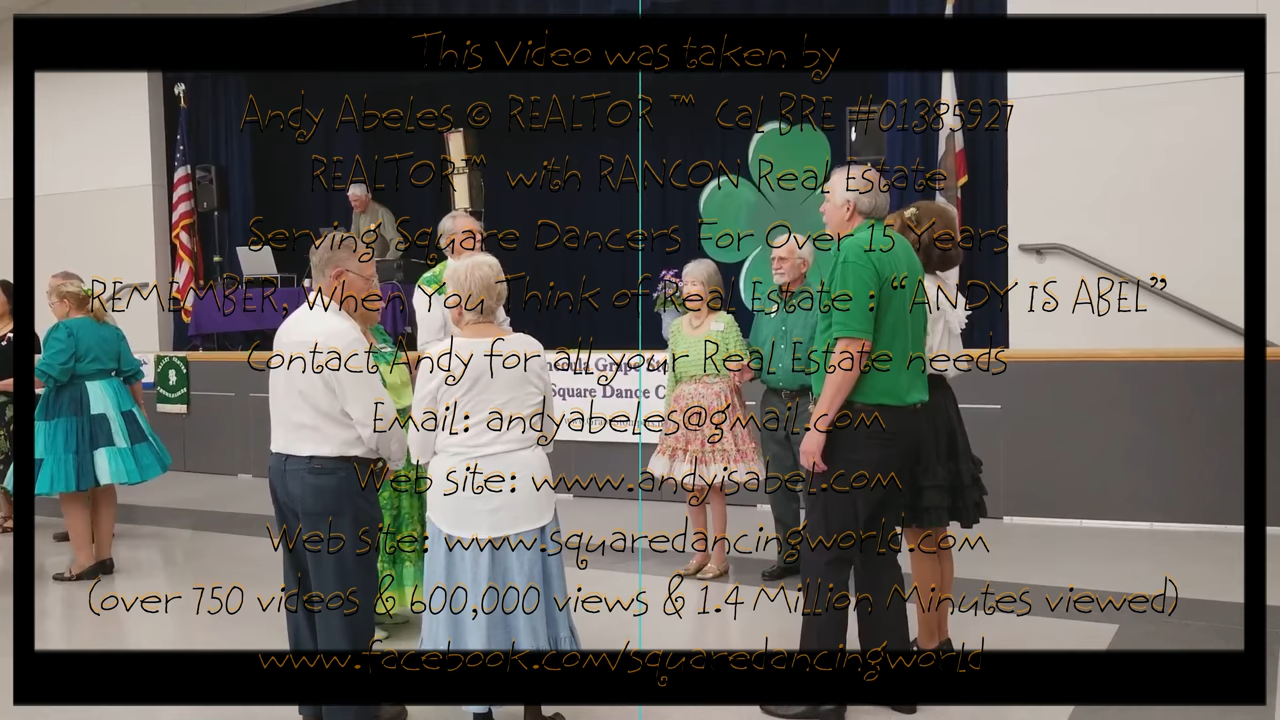 This Video was taken by
Andy Abeles © REALTOR ™ Cal BRE #01385927
REALTOR™ with RANCON Real Estate
Serving Square Dancers For Over 15 Years
REMEMBER, When You Think of Real Estate : “ANDY IS ABEL”
Contact Andy for all your Real Estate needs
Grape
Square Dance C
Email: andyabeles@gmail.com
Web site: www.andyisabel.com
Web site: www.squaredancingworld.com
(over 750 videos & 600,000 views & 1.4 Million Minutes viewed)
www.facebook.com/squaredancingworld